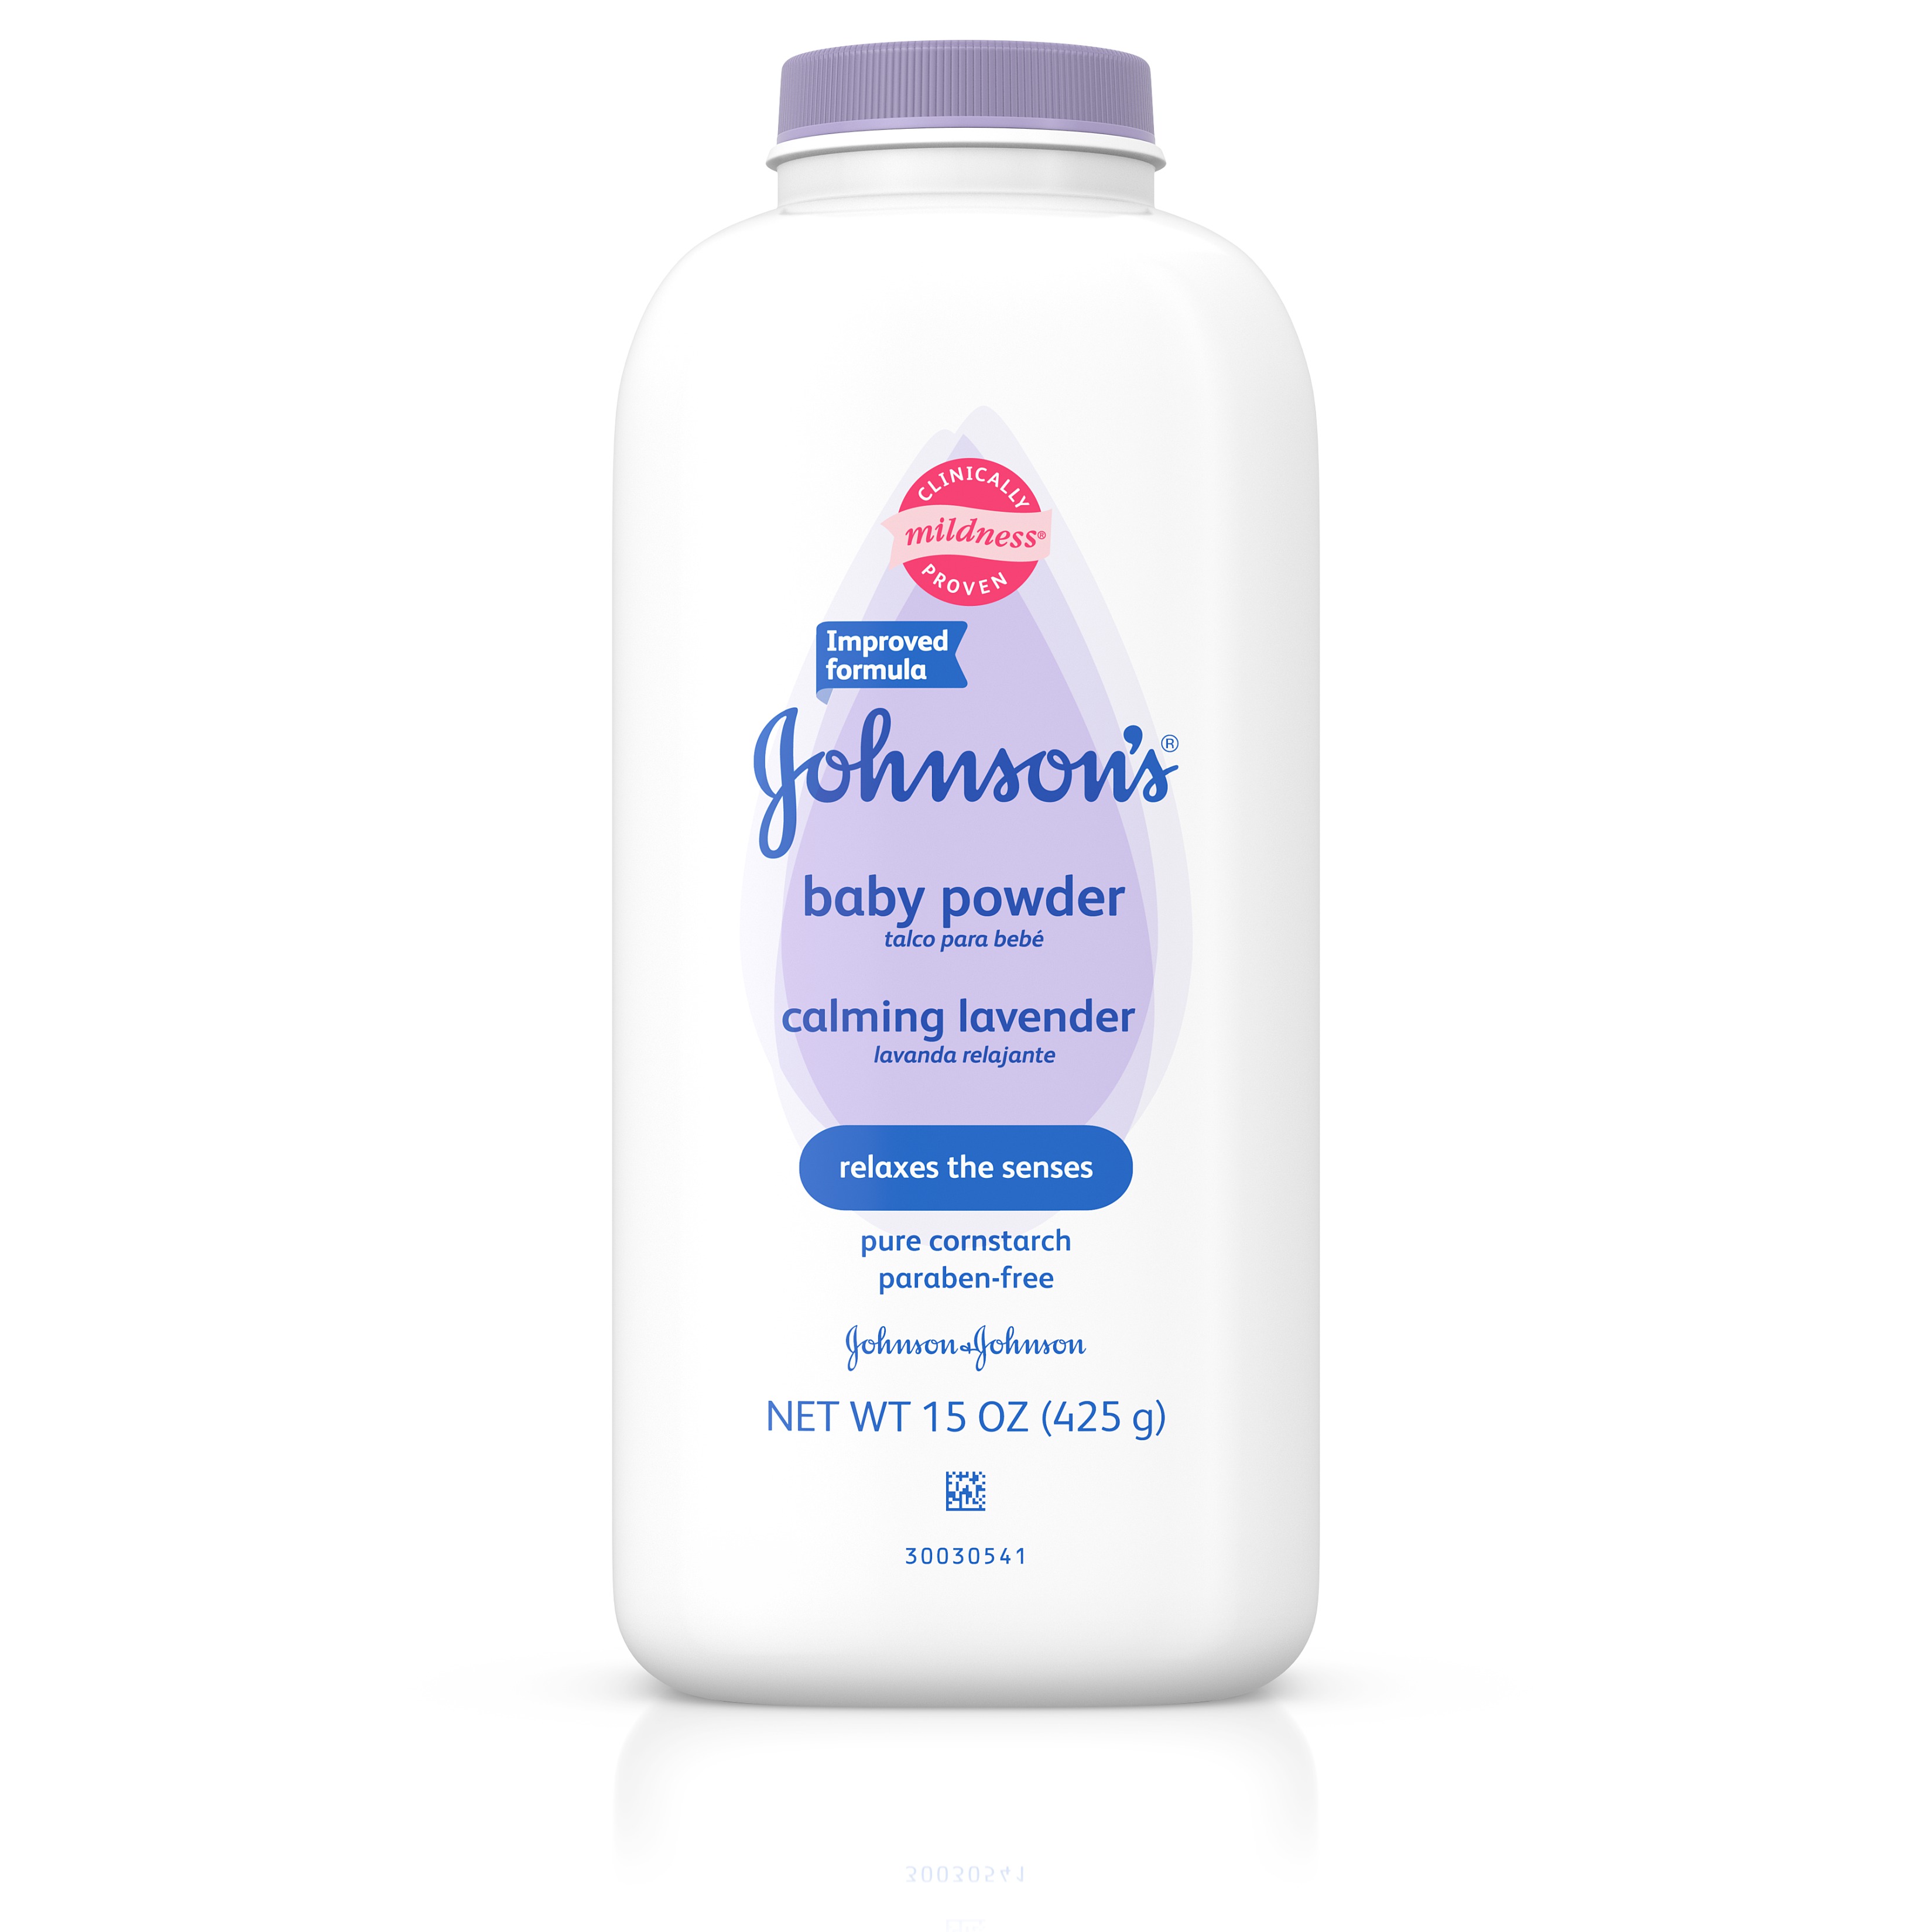 CLINICALLY
mildness®
PROVEN
Improved
formula
Johnson's®
baby powder
talco para bebé
calming lavender
lavanda relajante
relaxes the senses
pure cornstarch
paraben-free
Johnson & Johnson
NET WT 15 OZ (425 g)
30030541